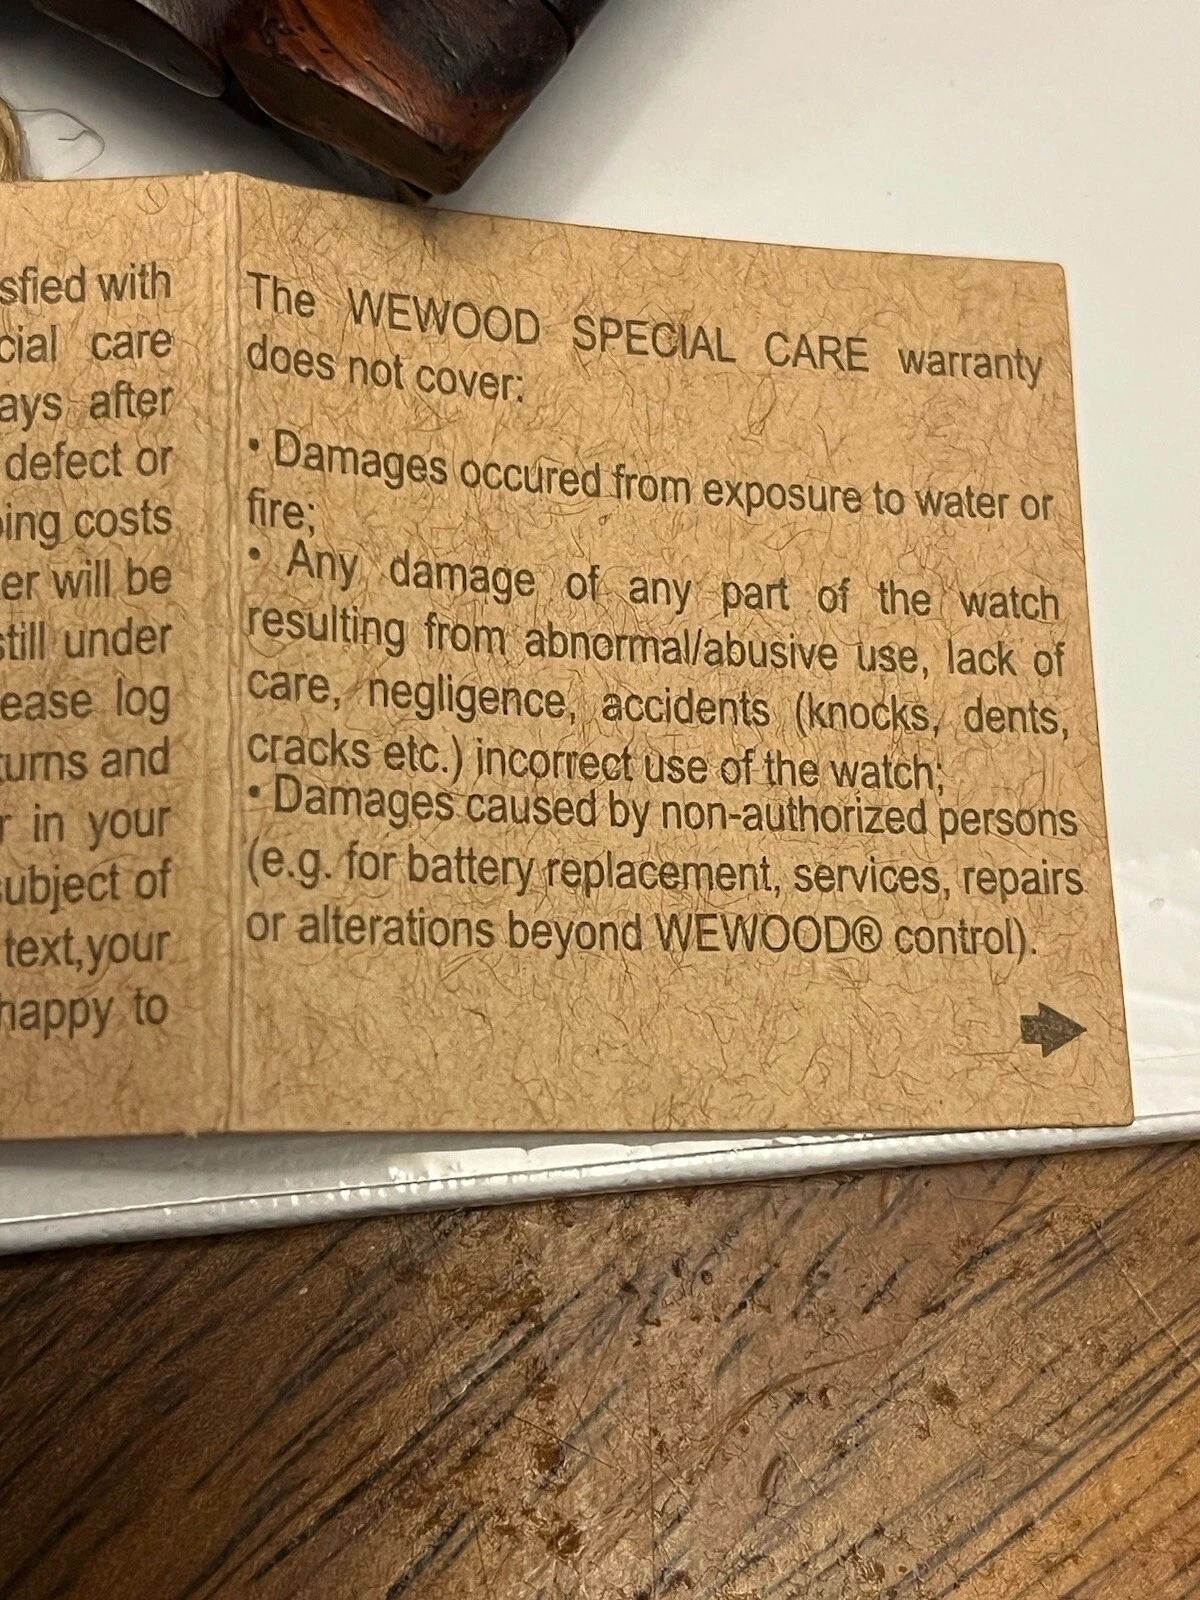 sfied with
cial care
ays after
defect or
ing costs
er will be
still under
ease log
urns and
r in your
subject of
text,your
happy to
The WEWOOD SPECIAL CARE warranty
does not cover:
• Damages occured from exposure to water or
fire;
• Any damage of any part of the watch
resulting from abnormal/abusive use, lack of
care, negligence, accidents (knocks, dents,
cracks etc.) incorrect use of the watch;
• Damages caused by non-authorized persons
(e.g. for battery replacement, services, repairs
or alterations beyond WEWOOD® control).